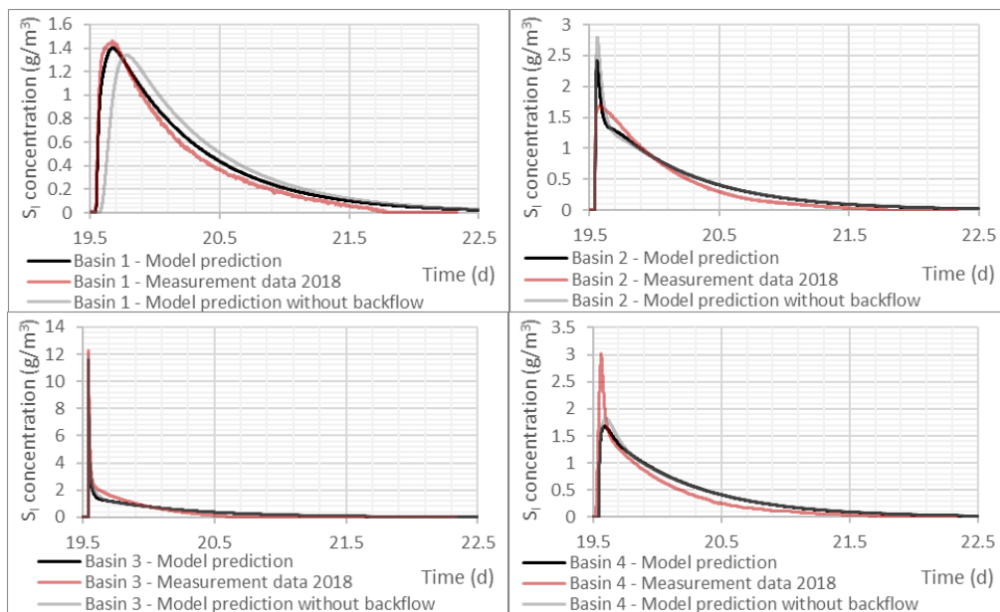 S_I concentration (g/m³)
1.6
1.4
1.2
1
0.8
0.6
0.4
0.2
0
19.5 20.5 21.5 22.5
Time (d)
Basin 1 - Model prediction
Basin 1 - Measurement data 2018
Basin 1 - Model prediction without backflow
S_I concentration (g/m³)
3
2.5
2
1.5
1
0.5
0
19.5 20.5 21.5 22.5
Time (d)
Basin 2 - Model prediction
Basin 2 - Measurement data 2018
Basin 2 - Model prediction without backflow
S_I concentration (g/m³)
14
12
10
8
6
4
2
0
19.5 20.5 21.5 22.5
Time (d)
Basin 3 - Model prediction
Basin 3 - Measurement data 2018
Basin 3 - Model prediction without backflow
S_I concentration (g/m³)
3.5
3
2.5
2
1.5
1
0.5
0
19.5 20.5 21.5 22.5
Time (d)
Basin 4 - Model prediction
Basin 4 - Measurement data 2018
Basin 4 - Model prediction without backflow